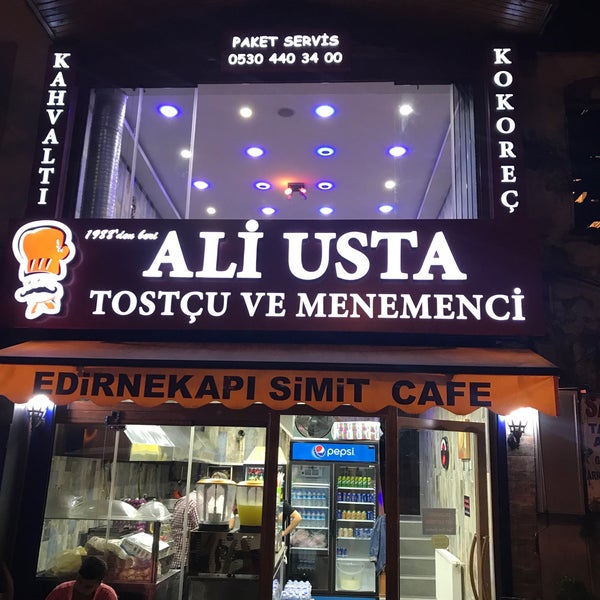 PAKET SERVİS
0530 440 34 00
KAHVALTI
KOKOREÇ
1988'den beri
ALİ USTA
TOSTÇU VE MENEMENCİ
EDİRNEKAPI SİMİT CAFE
pepsi